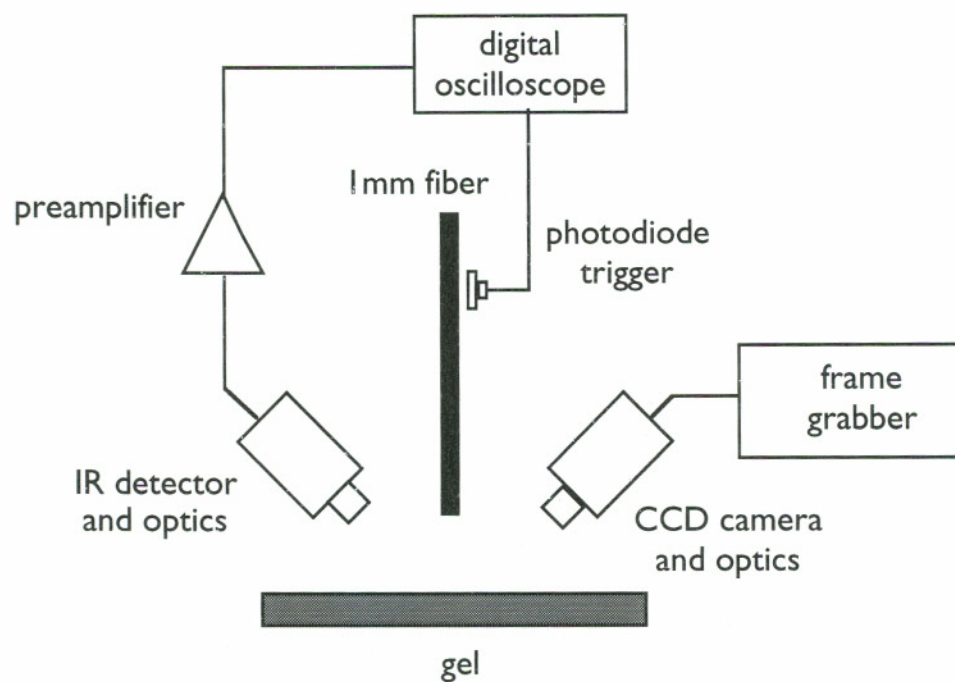 digital
oscilloscope
1mm fiber
preamplifier
photodiode
trigger
frame
grabber
IR detector
and optics
CCD camera
and optics
gel